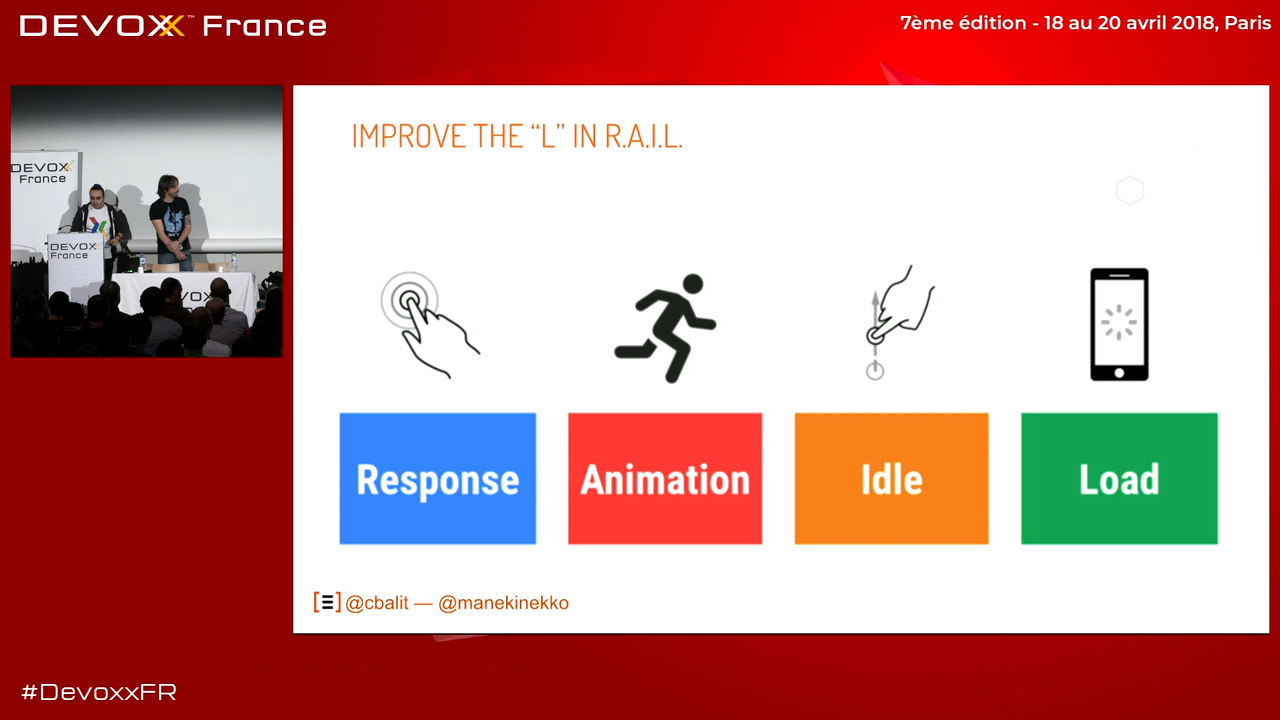 DEVOXX™ France
7ème édition - 18 au 20 avril 2018, Paris
DEVOXX
France
DEVOXX
France
IMPROVE THE “L” IN R.A.I.L.
Response
Animation
Idle
Load
@cbalit — @manekinekko
#DevoxxFR